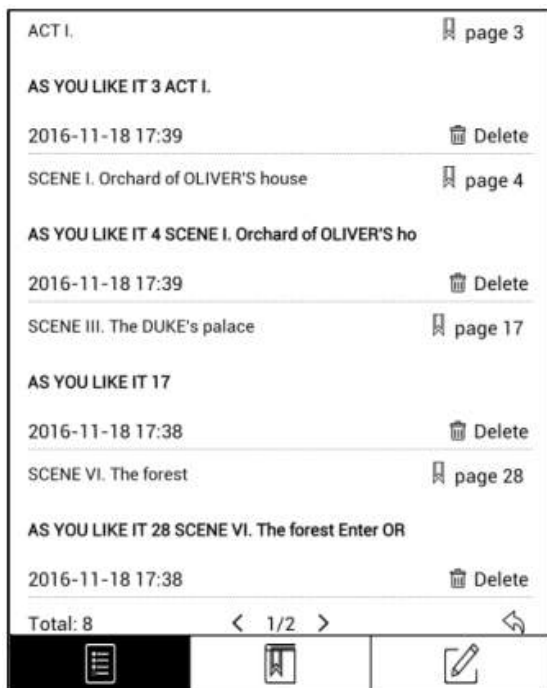 ACT I. page 3
AS YOU LIKE IT 3 ACT I.
2016-11-18 17:39 Delete
SCENE I. Orchard of OLIVER'S house page 4
AS YOU LIKE IT 4 SCENE I. Orchard of OLIVER'S ho
2016-11-18 17:39 Delete
SCENE III. The DUKE's palace page 17
AS YOU LIKE IT 17
2016-11-18 17:38 Delete
SCENE VI. The forest page 28
AS YOU LIKE IT 28 SCENE VI. The forest Enter OR
2016-11-18 17:38 Delete
Total: 8 < 1/2 >